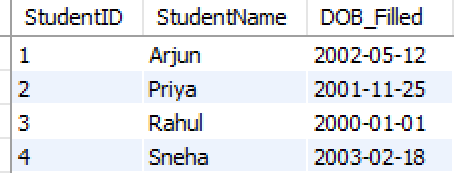 StudentID StudentName DOB_Filled
1 Arjun 2002-05-12
2 Priya 2001-11-25
3 Rahul 2000-01-01
4 Sneha 2003-02-18